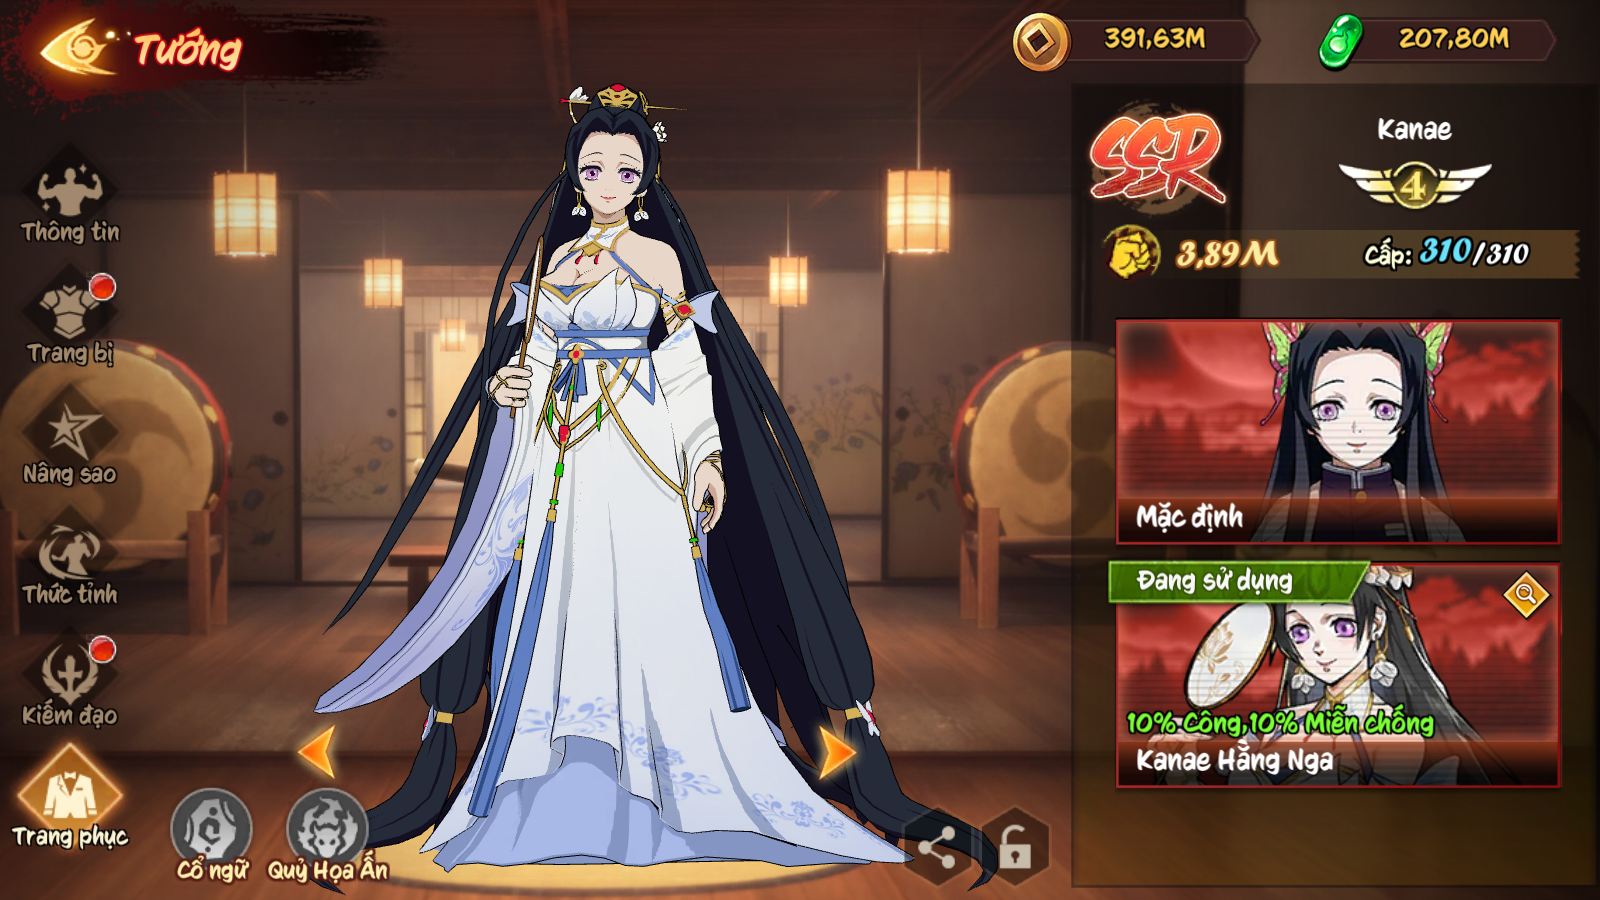 Tướng
391,63M
207,80M
Thông tin
Trang bị
Nâng sao
Thức tỉnh
Kiếm đạo
Trang phục
Cổ ngữ
Quỷ Họa Ấn
SSR
Kanae
4
3,89M
Cấp: 310/310
Mặc định
Đang sử dụng
10% Công,10% Miễn chống
Kanae Hằng Nga